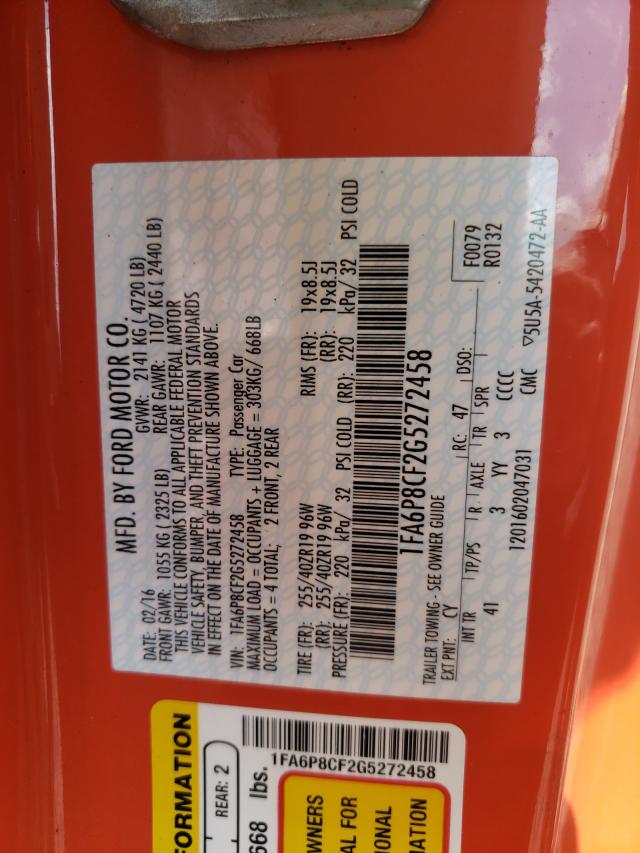 MFD. BY FORD MOTOR CO.
DATE: 02/16 GVWR: 2141 KG ( 4720 LB)
FRONT GAWR: 1055 KG ( 2325 LB) REAR GAWR: 1107 KG ( 2440 LB)
THIS VEHICLE CONFORMS TO ALL APPLICABLE FEDERAL MOTOR
VEHICLE SAFETY, BUMPER, AND THEFT PREVENTION STANDARDS
IN EFFECT ON THE DATE OF MANUFACTURE SHOWN ABOVE.
VIN: 1FA6P8CF2G5272458 TYPE: Passenger Car
MAXIMUM LOAD = OCCUPANTS + LUGGAGE = 303KG/ 668LB
OCCUPANTS = 4 TOTAL; 2 FRONT, 2 REAR
TIRE (FR): 255/40ZR19 96W RIMS (FR): 19x8.5J
(RR): 255/40ZR19 96W (RR): 19x8.5J
PRESSURE (FR): 220 kPa/ 32 PSI COLD (RR): 220 kPa/ 32 PSI COLD
1FA6P8CF2G5272458
TRAILER TOWING - SEE OWNER GUIDE
EXT PNT: CY RC: 47 DSO: F0079
R0132
INT TR TP/PS R AXLE TR SPR
41 3 YY 3 CCCC
1201602047031 CMC ▽5U5A-5420472-AA
FORMATION
REAR: 2
668 lbs.
1FA6P8CF2G5272458
OWNERS
AL FOR
IONAL
MATION